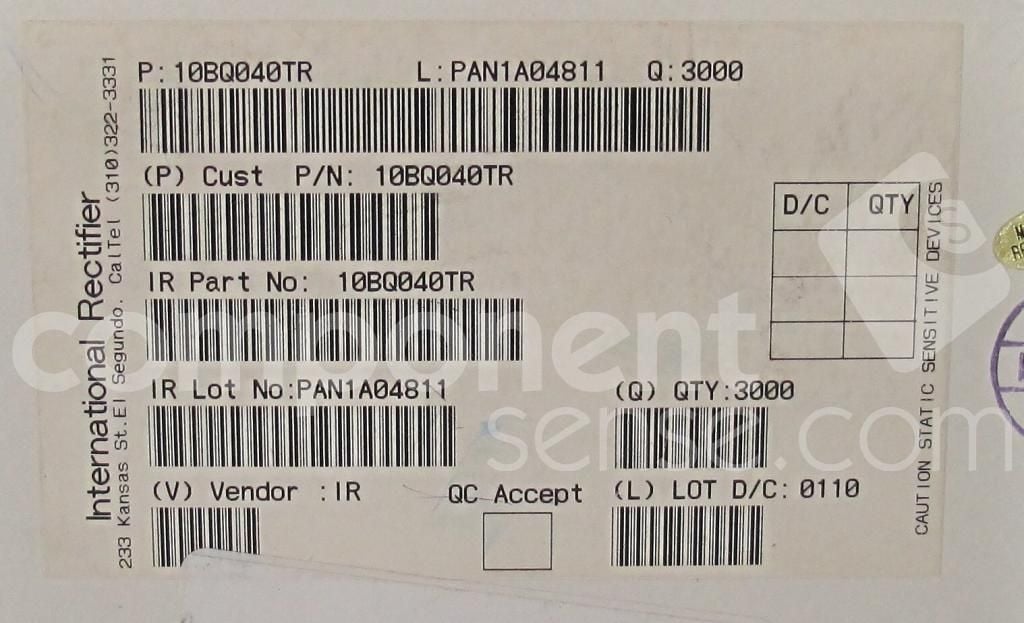 P: 10BQ040TR L: PAN1A04811 Q: 3000
(P) Cust P/N: 10BQ040TR
IR Part No: 10BQ040TR
IR Lot No:PAN1A04811
(Q) QTY:3000
(V) Vendor :IR
QC Accept
(L) LOT D/C: 0110
D/C QTY
International Rectifier
233 Kansas St.El Segundo. CalTel (310)322-3331
CAUTION STATIC SENSITIVE DEVICES
component
sense.com